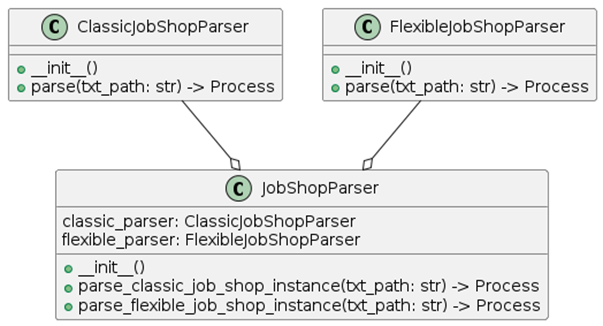 C ClassicJobShopParser
__init__()
parse(txt_path: str) -> Process
C FlexibleJobShopParser
__init__()
parse(txt_path: str) -> Process
C JobShopParser
classic_parser: ClassicJobShopParser
flexible_parser: FlexibleJobShopParser
__init__()
parse_classic_job_shop_instance(txt_path: str) -> Process
parse_flexible_job_shop_instance(txt_path: str) -> Process